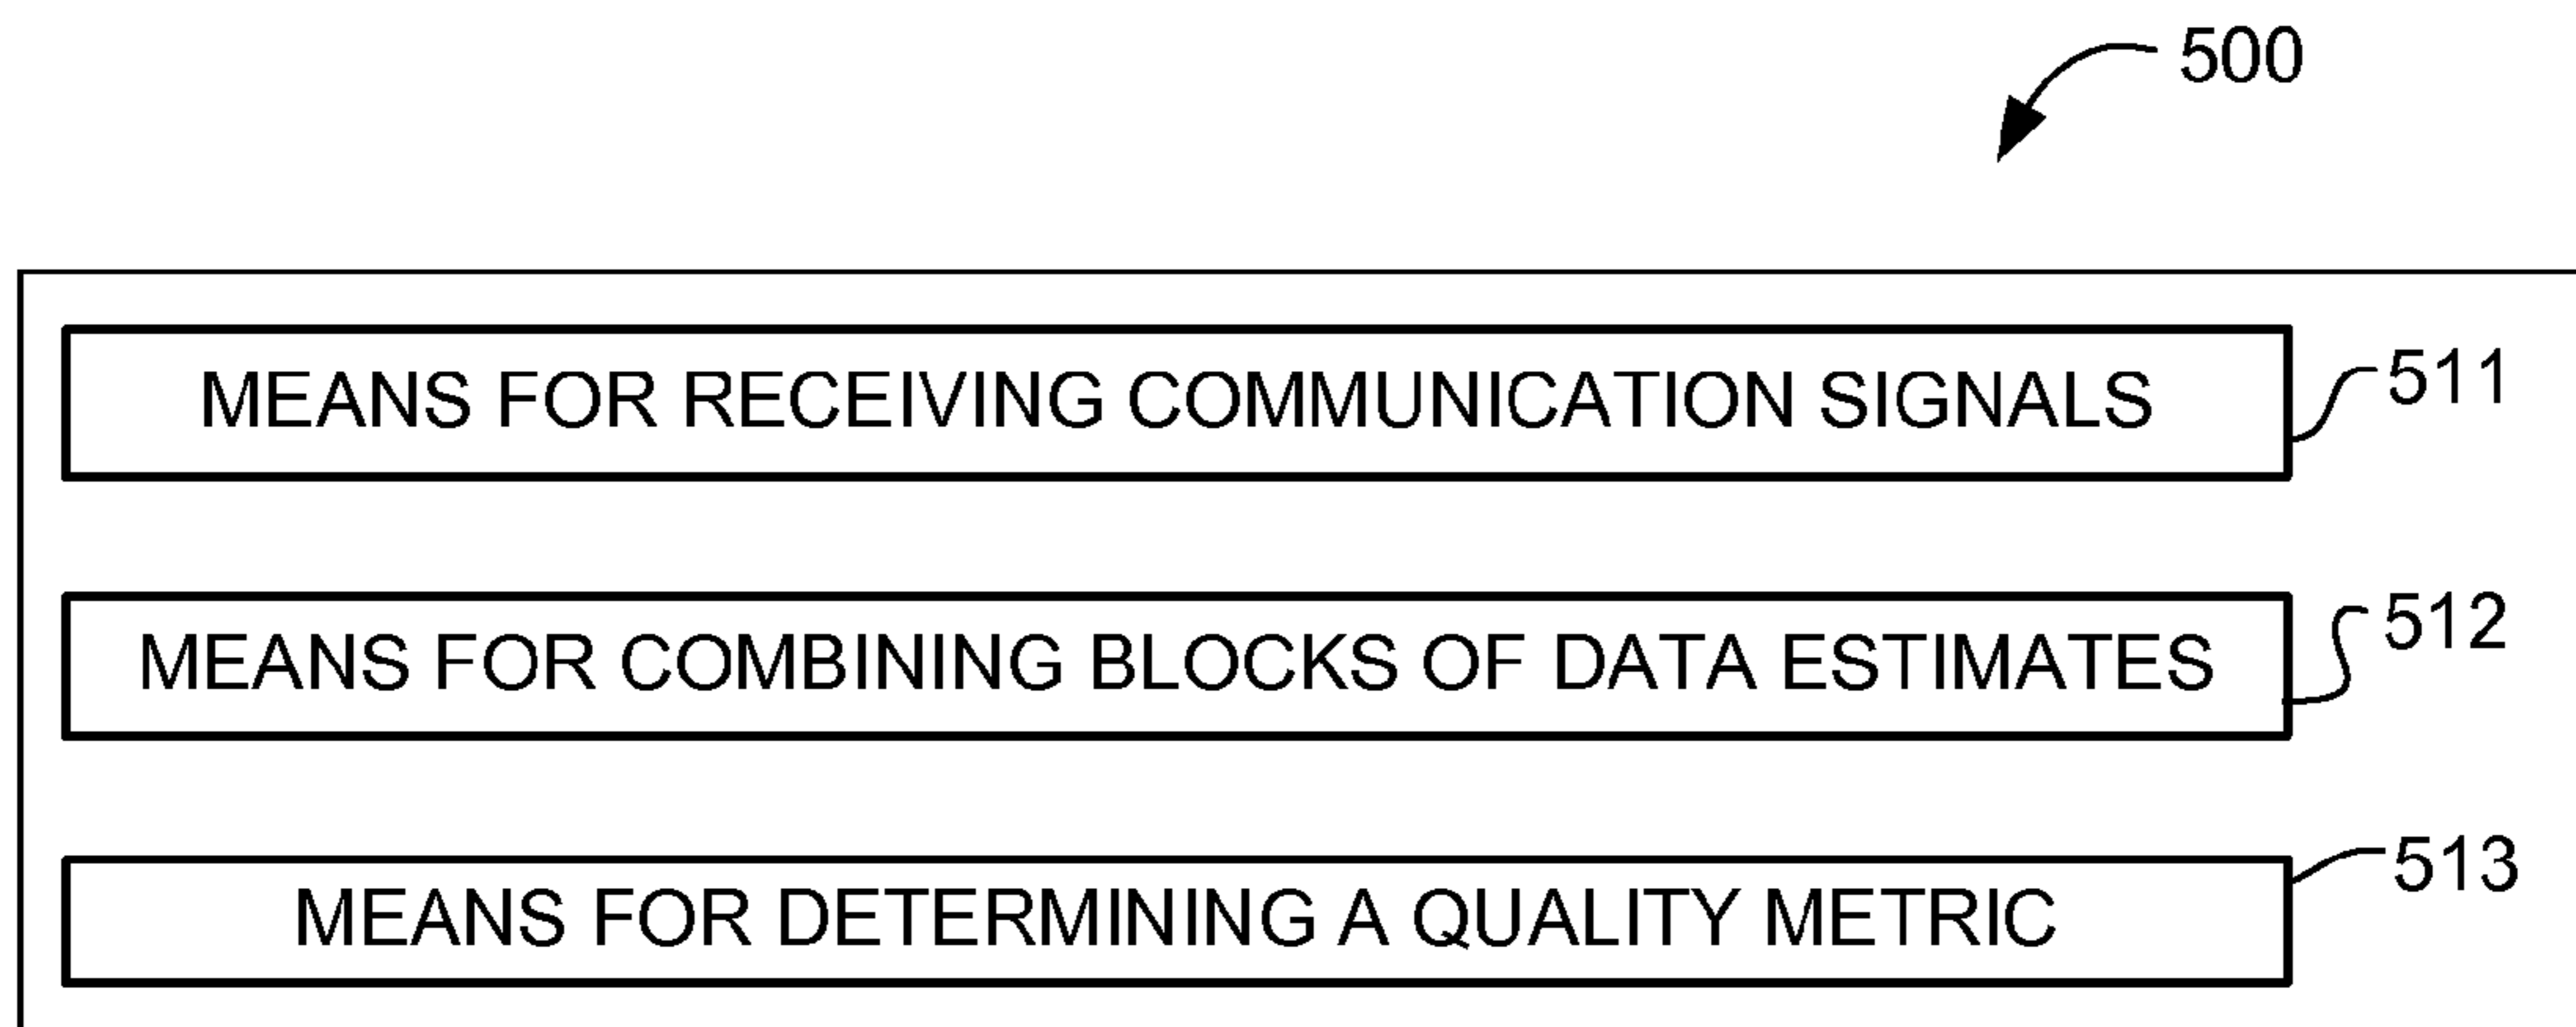 500
MEANS FOR RECEIVING COMMUNICATION SIGNALS
511
MEANS FOR COMBINING BLOCKS OF DATA ESTIMATES
512
MEANS FOR DETERMINING A QUALITY METRIC
513